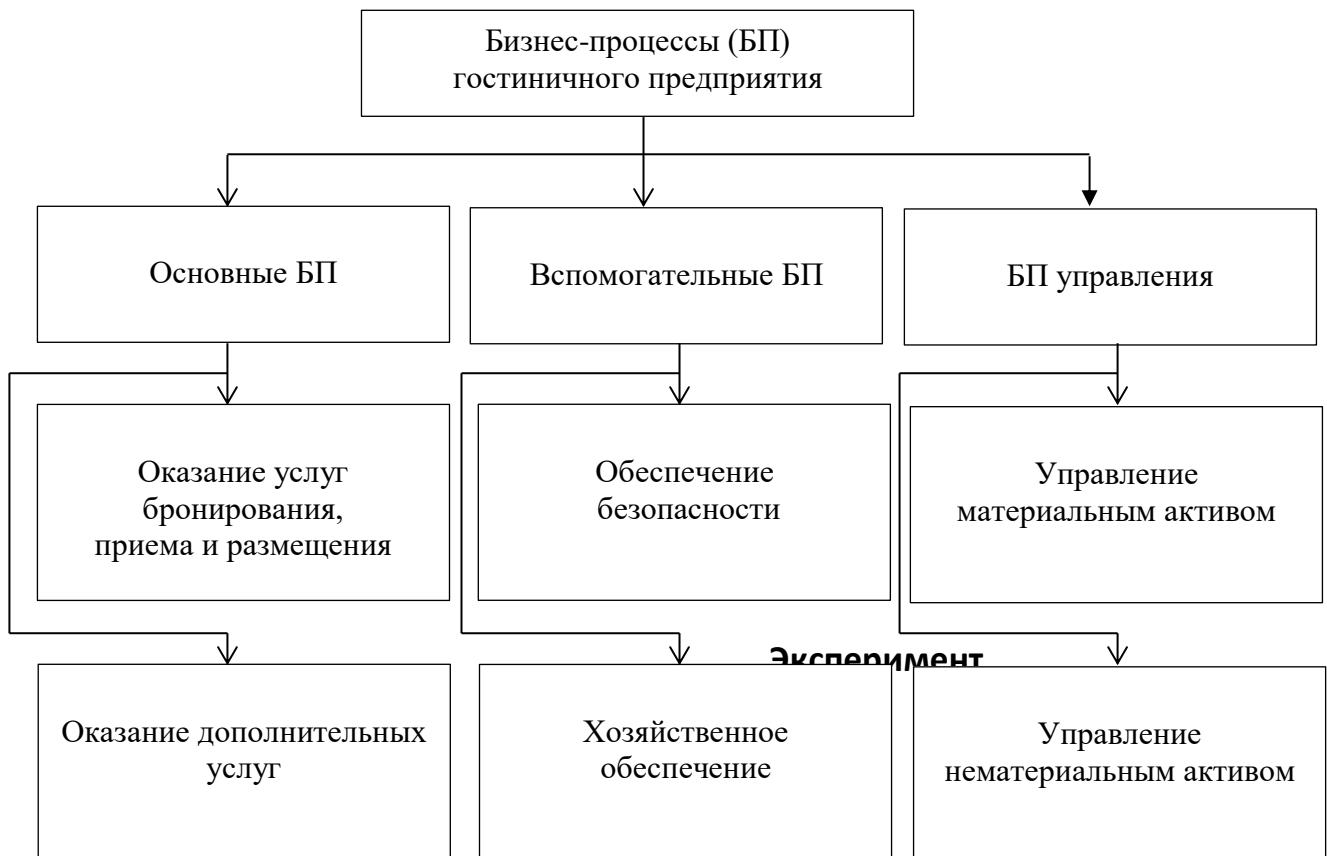 Бизнес-процессы (БП)
гостиничного предприятия
Основные БП
Вспомогательные БП
БП управления
Оказание услуг
бронирования,
приема и размещения
Обеспечение
безопасности
Управление
материальным активом
Эксперимент
Оказание дополнительных
услуг
Хозяйственное
обеспечение
Управление
нематериальным активом